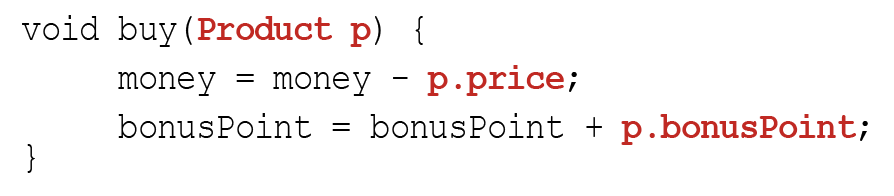 void buy(Product p) {
money = money - p.price;
bonusPoint = bonusPoint + p.bonusPoint;
}